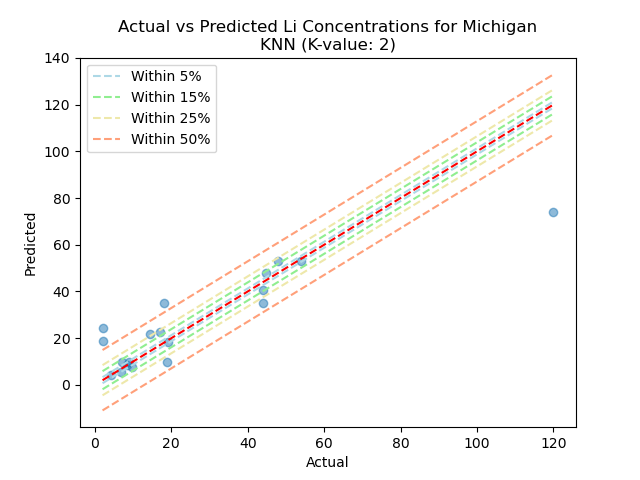 Actual vs Predicted Li Concentrations for Michigan
KNN (K-value: 2)
140
120
100
80
60
40
20
0
Predicted
Within 5%
Within 15%
Within 25%
Within 50%
0 20 40 60 80 100 120
Actual